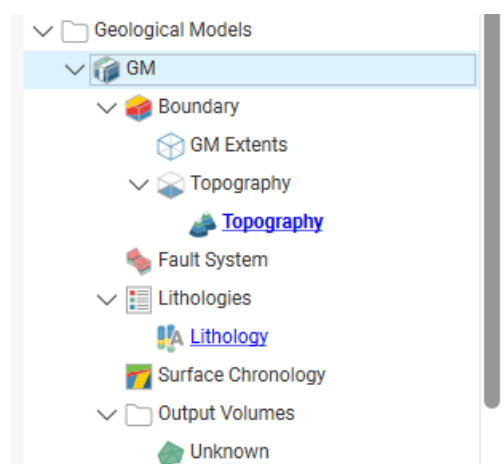 Geological Models
GM
Boundary
GM Extents
Topography
Topography
Fault System
Lithologies
A Lithology
Surface Chronology
Output Volumes
Unknown